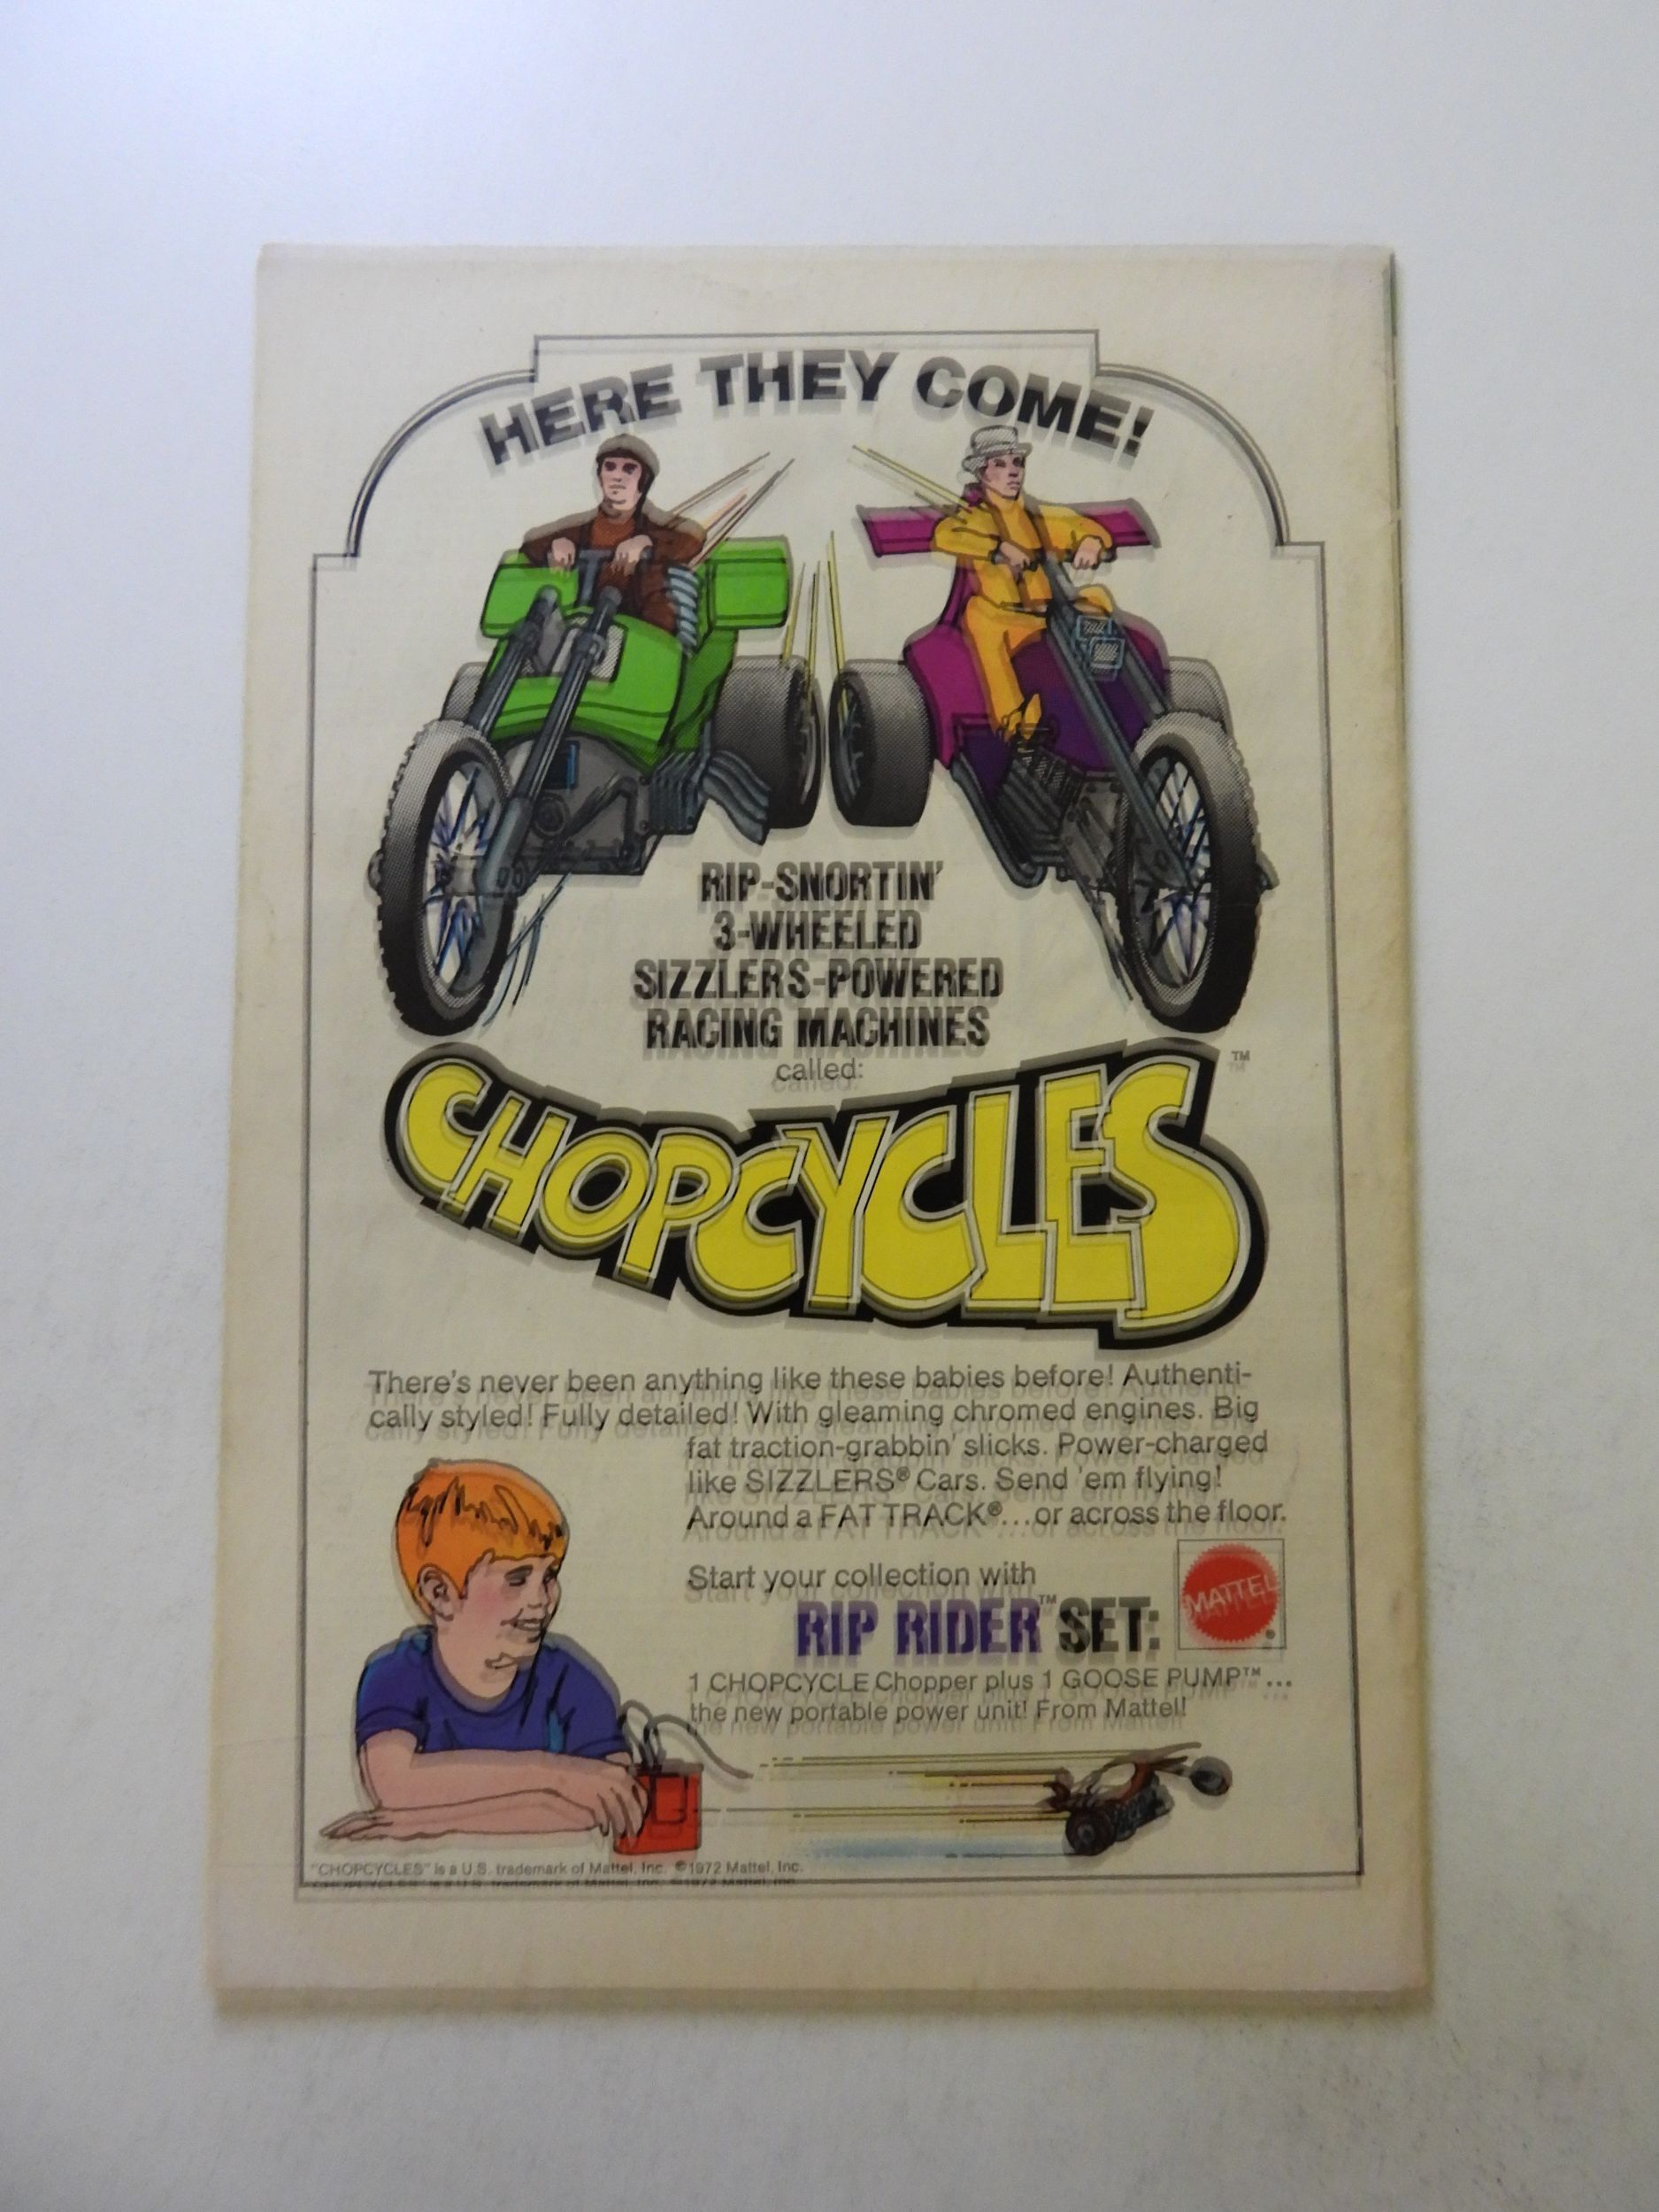 HERE THEY COME!
RIP-SNORTIN'
3-WHEELED
SIZZLERS-POWERED
RACING MACHINES
called:
CHOPCYCLES™
There's never been anything like these babies before! Authenti-
cally styled! Fully detailed! With gleaming chromed engines. Big
fat traction-grabbin' slicks. Power-charged
like SIZZLERS® Cars. Send 'em flying!
Around a FAT TRACK®...or across the floor.
Start your collection with
RIP RIDER™ SET:
MATTEL
1 CHOPCYCLE Chopper plus 1 GOOSE PUMP™...
the new portable power unit! From Mattel!
"CHOPCYCLES" is a U.S. trademark of Mattel, Inc. ©1972 Mattel, Inc.